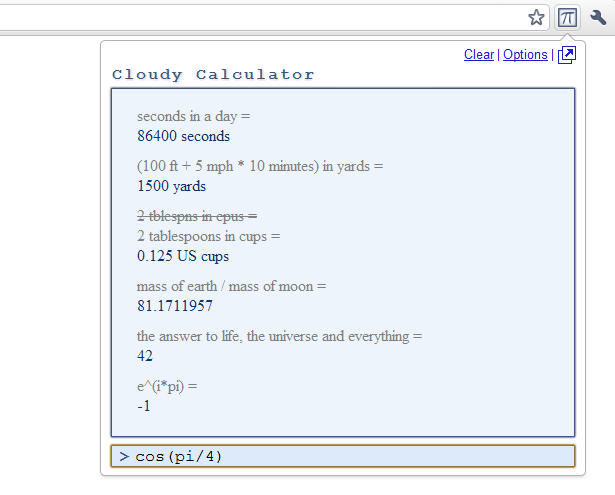 π
Clear | Options |
Cloudy Calculator
seconds in a day =
86400 seconds
(100 ft + 5 mph * 10 minutes) in yards =
1500 yards
2 tblespns in cpus =
2 tablespoons in cups =
0.125 US cups
mass of earth / mass of moon =
81.1711957
the answer to life, the universe and everything =
42
e^(i*pi) =
-1
> cos(pi/4)